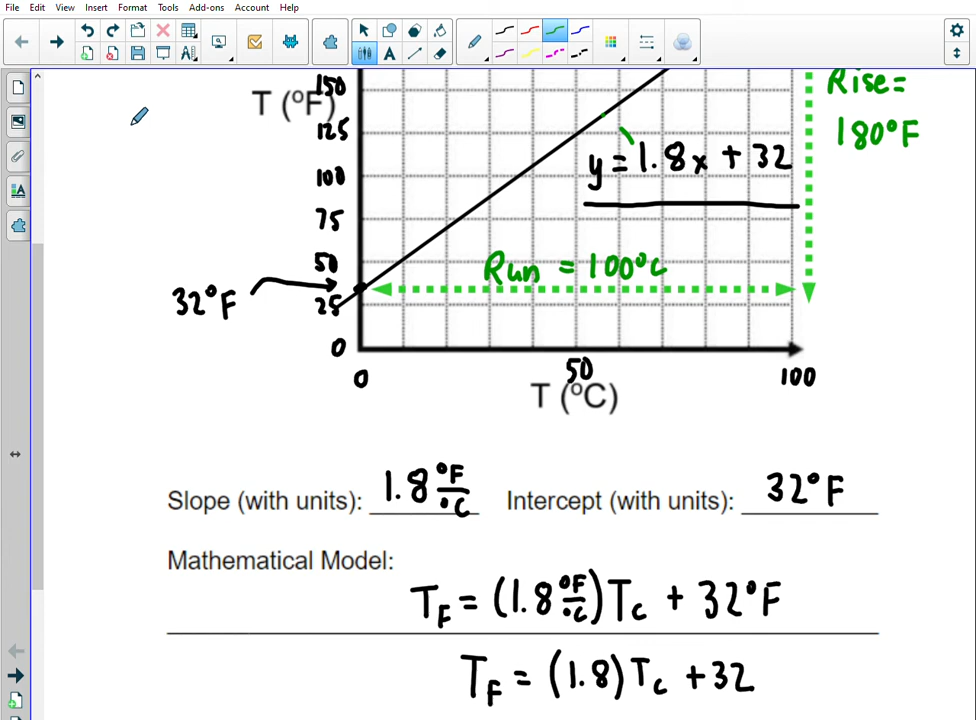 File Edit View Insert Format Tools Add-ons Account Help
150
T (°F)
125
100
75
50
25
0
32°F
y = 1.8x + 32
Rise =
180°F
Run = 100°C
0
50
100
T (°C)
Slope (with units): 1.8 °F/°C Intercept (with units): 32°F
Mathematical Model:
T_F = (1.8 °F/°C) T_C + 32°F
T_F = (1.8) T_C + 32